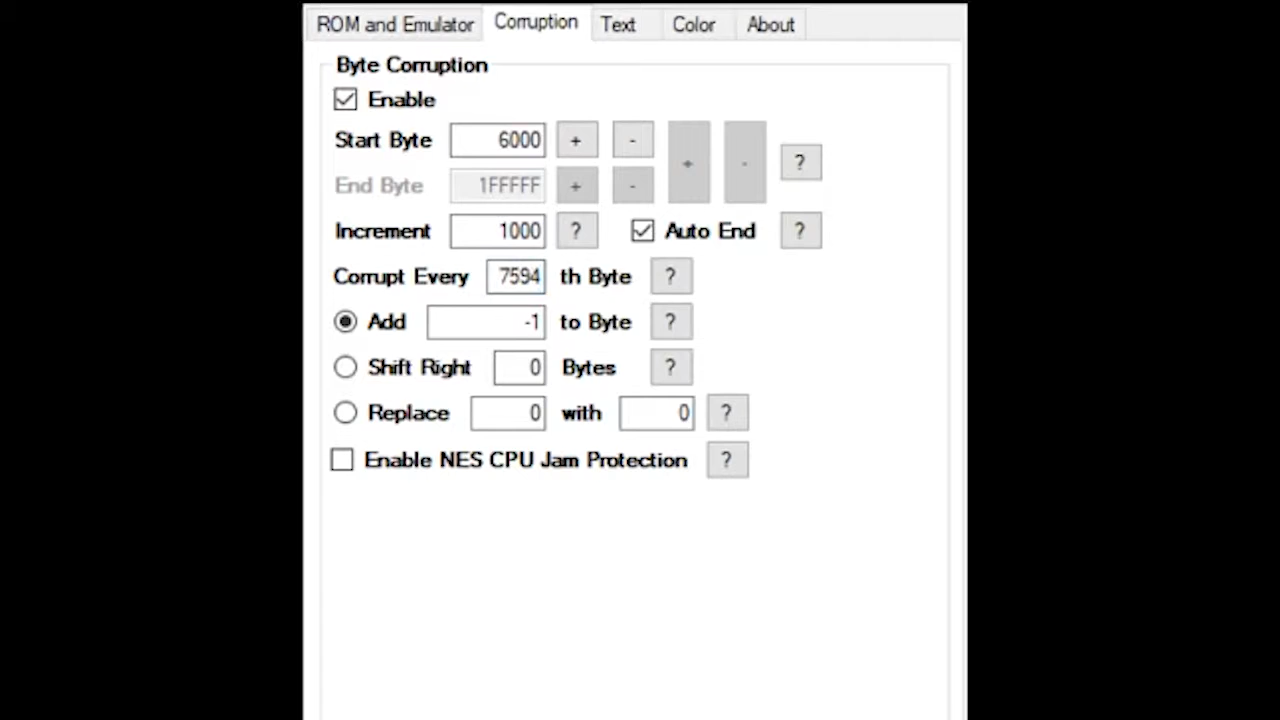 ROM and Emulator Corruption Text Color About
Byte Corruption
Enable
Start Byte 6000 + - + - ?
End Byte 1FFFFF + -
Increment 1000 ? Auto End ?
Corrupt Every 7594 th Byte ?
Add -1 to Byte ?
Shift Right 0 Bytes ?
Replace 0 with 0 ?
Enable NES CPU Jam Protection ?